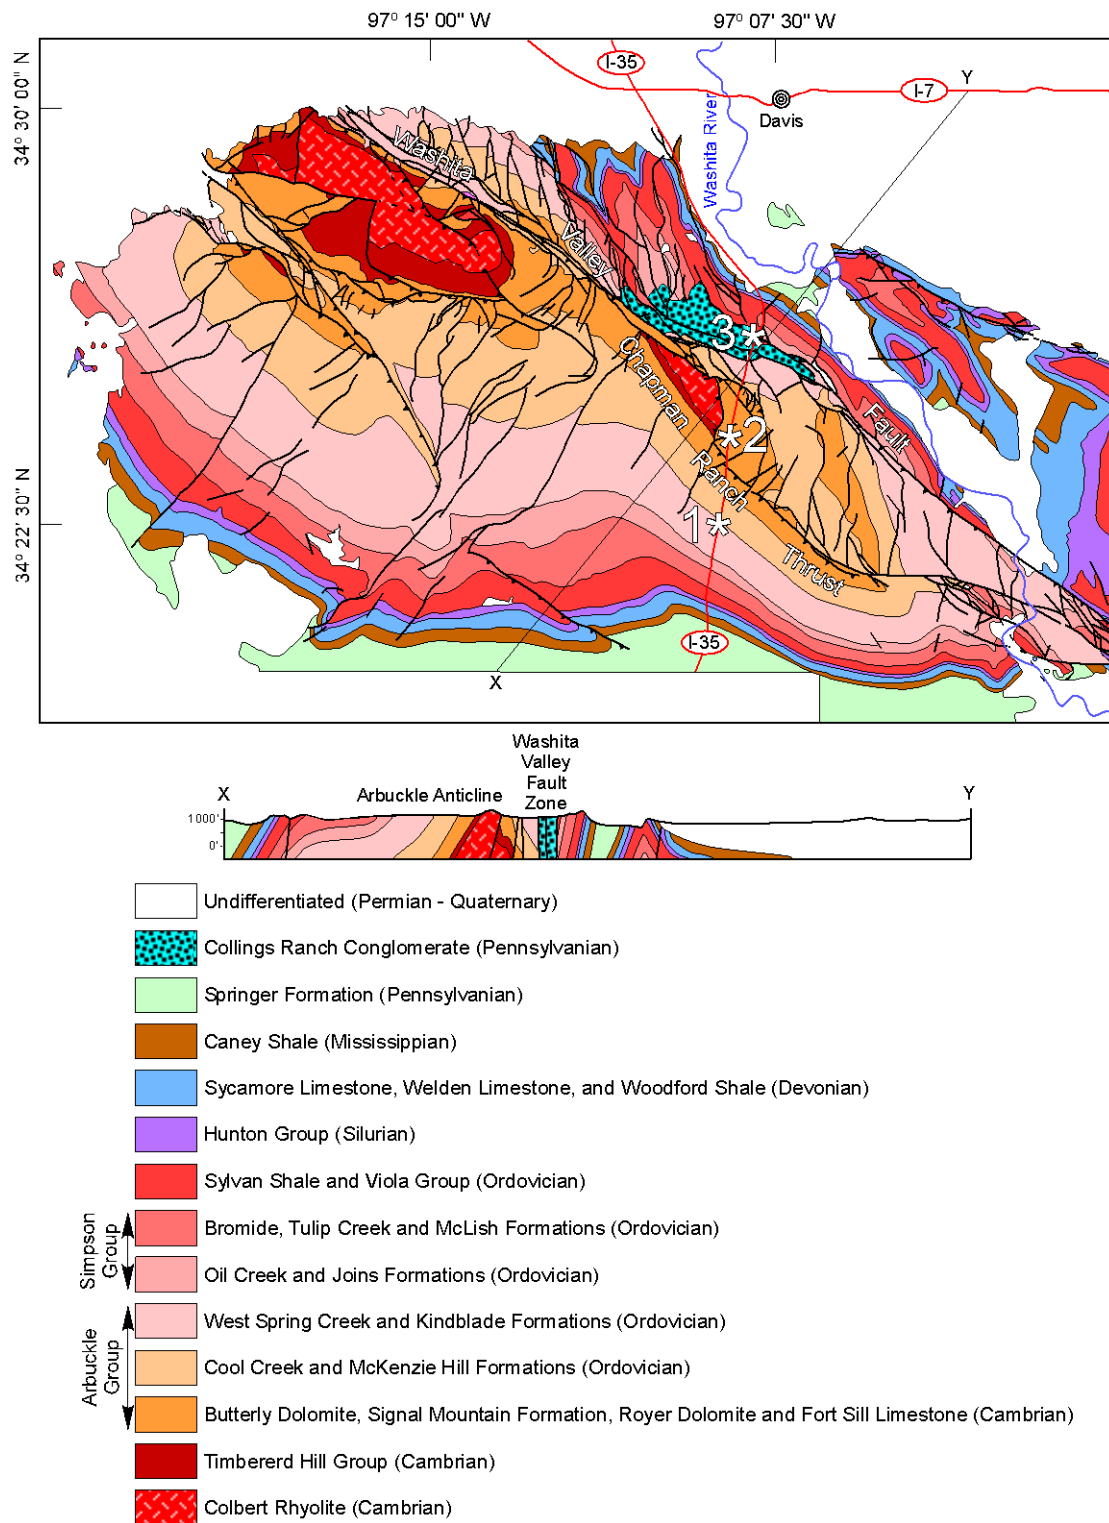 97° 15' 00" W
97° 07' 30" W
34° 30' 00" N
34° 22' 30" N
I-35
Y
I-7
Davis
Washita River
Washita
Valley
Fault
Chapman
Ranch
Thrust
3*
*2
1*
I-35
X
Washita
Valley
Fault
Zone
Arbuckle Anticline
X
Y
1000'
0'
Undifferentiated (Permian - Quaternary)
Collings Ranch Conglomerate (Pennsylvanian)
Springer Formation (Pennsylvanian)
Caney Shale (Mississippian)
Sycamore Limestone, Welden Limestone, and Woodford Shale (Devonian)
Hunton Group (Silurian)
Sylvan Shale and Viola Group (Ordovician)
Simpson
Group
Bromide, Tulip Creek and McLish Formations (Ordovician)
Oil Creek and Joins Formations (Ordovician)
Arbuckle
Group
West Spring Creek and Kindblade Formations (Ordovician)
Cool Creek and McKenzie Hill Formations (Ordovician)
Butterly Dolomite, Signal Mountain Formation, Royer Dolomite and Fort Sill Limestone (Cambrian)
Timbererd Hill Group (Cambrian)
Colbert Rhyolite (Cambrian)